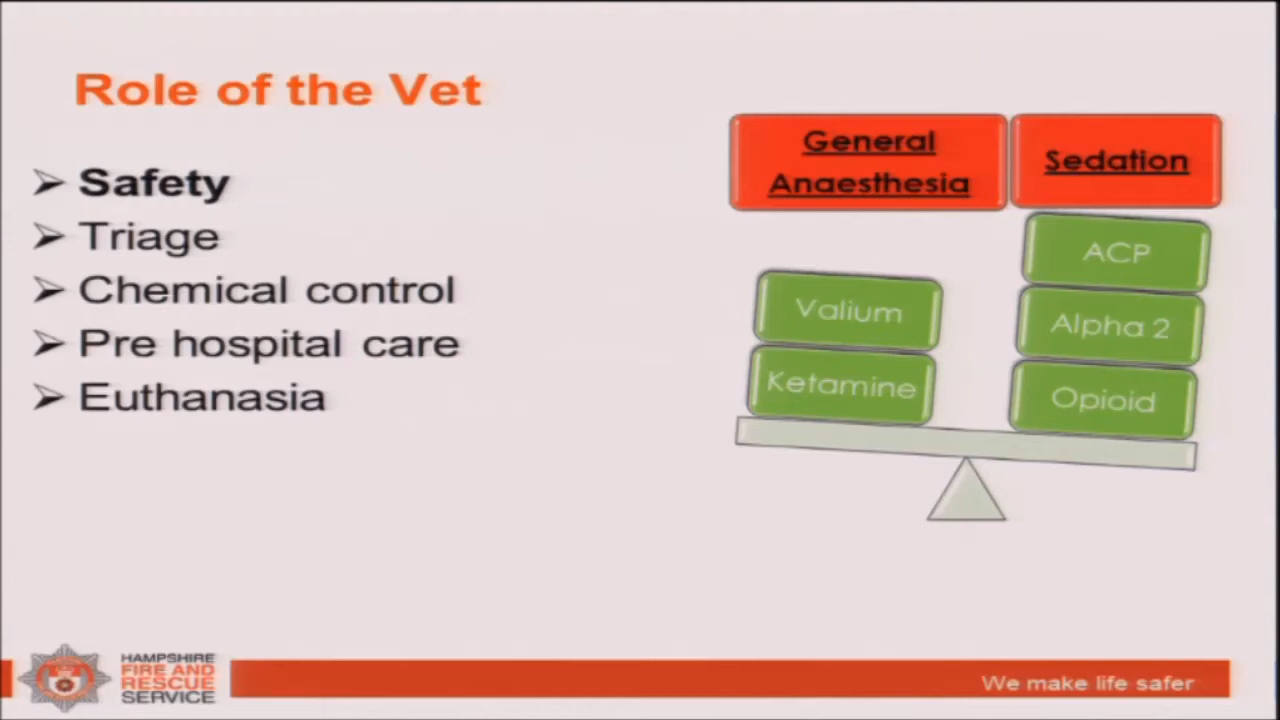 Role of the Vet
Safety
Triage
Chemical control
Pre hospital care
Euthanasia
General
Anaesthesia
Sedation
Valium
Ketamine
ACP
Alpha 2
Opioid
HAMPSHIRE
FIRE AND
RESCUE
SERVICE
We make life safer